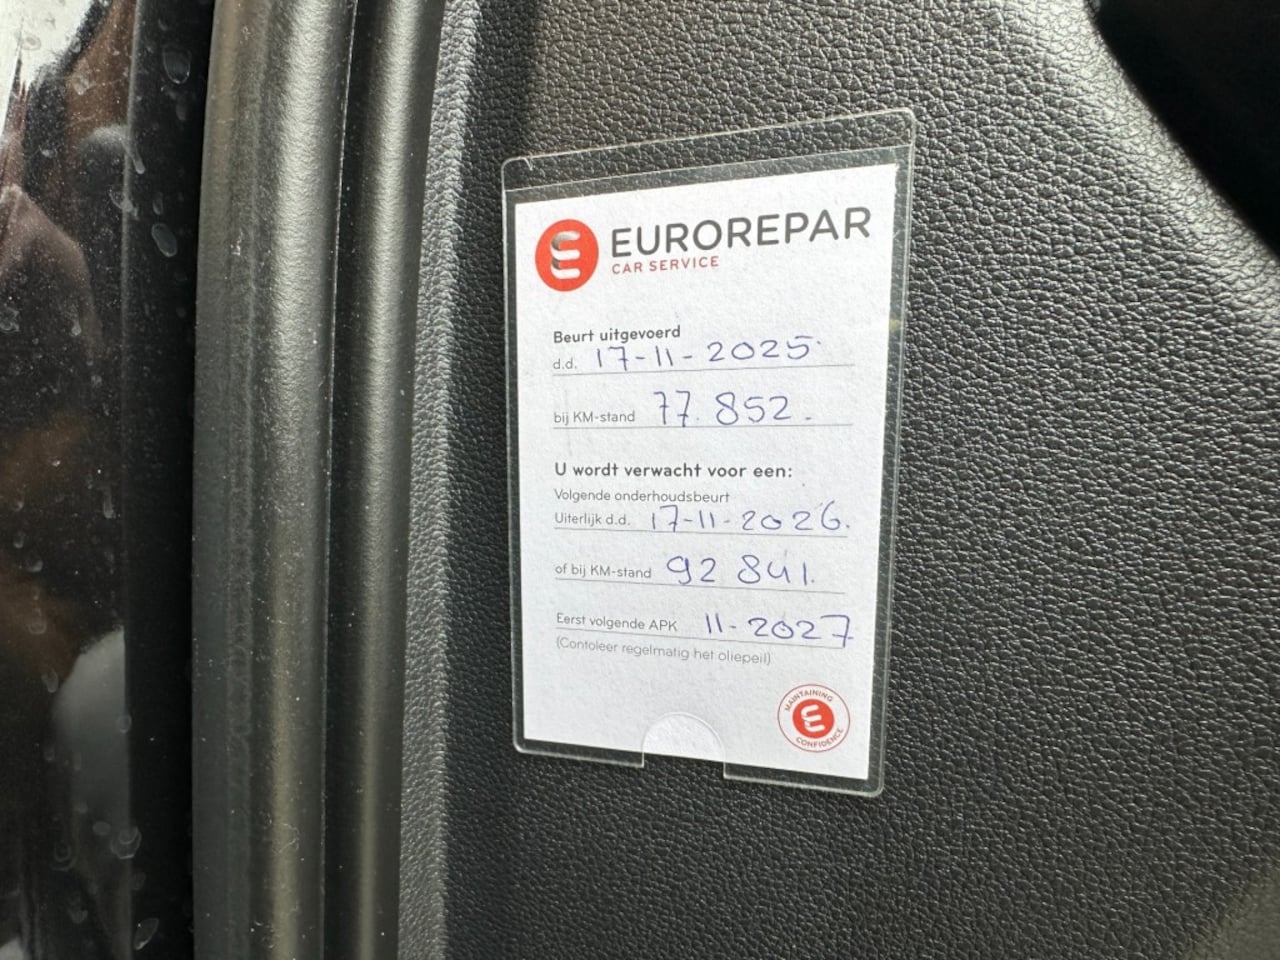 EUROREPAR
CAR SERVICE
Beurt uitgevoerd
d.d. 17-11-2025.
bij KM-stand 77.852.
U wordt verwacht voor een:
Volgende onderhoudsbeurt
Uiterlijk d.d. 17-11-2026.
of bij KM-stand 92 841.
Eerst volgende APK 11-2027
(Contoleer regelmatig het oliepeil)
MAINTAINING
CONFIDENCE